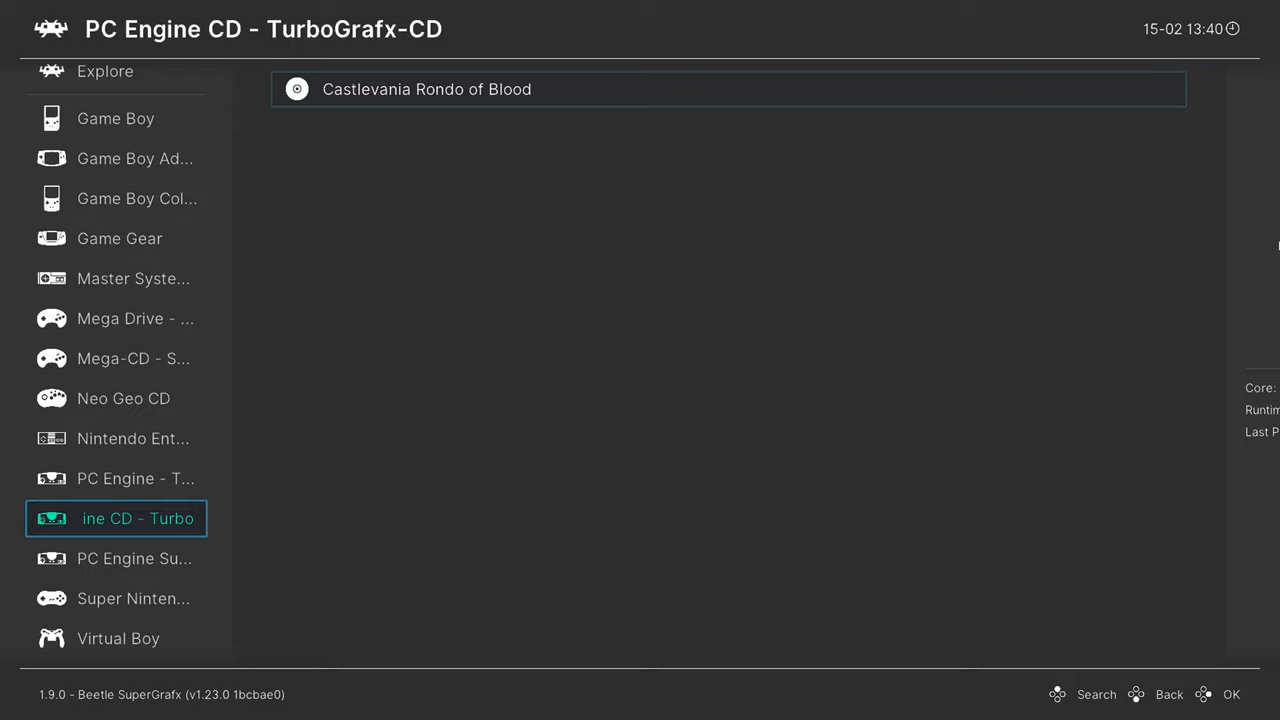 PC Engine CD - TurboGrafx-CD
15-02 13:40
Explore
Castlevania Rondo of Blood
Game Boy
Game Boy Ad...
Game Boy Col...
Game Gear
Master Syste...
Mega Drive - ...
Mega-CD - S...
Neo Geo CD
Nintendo Ent...
PC Engine - T...
ine CD - Turbo
PC Engine Su...
Super Ninten...
Virtual Boy
Core:
Runtim
Last P
1.9.0 - Beetle SuperGrafx (v1.23.0 1bcbae0)
Search Back OK